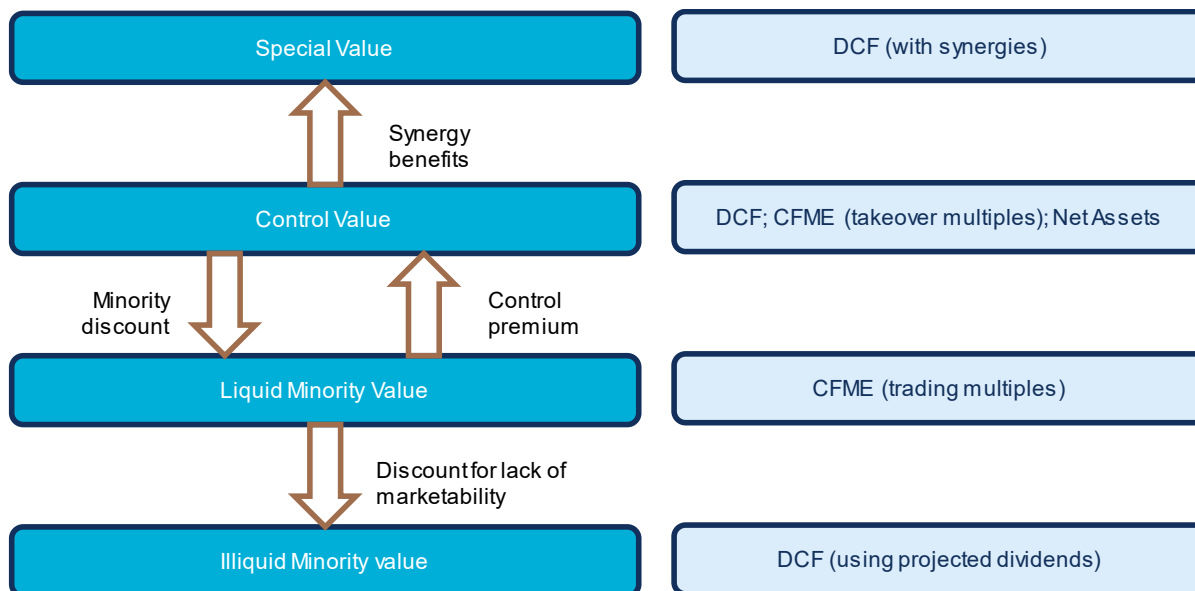 Special Value
DCF (with synergies)
Synergy
benefits
Control Value
DCF; CFME (takeover multiples); Net Assets
Minority
discount
Control
premium
Liquid Minority Value
CFME (trading multiples)
Discount for lack of
marketability
Illiquid Minority value
DCF (using projected dividends)